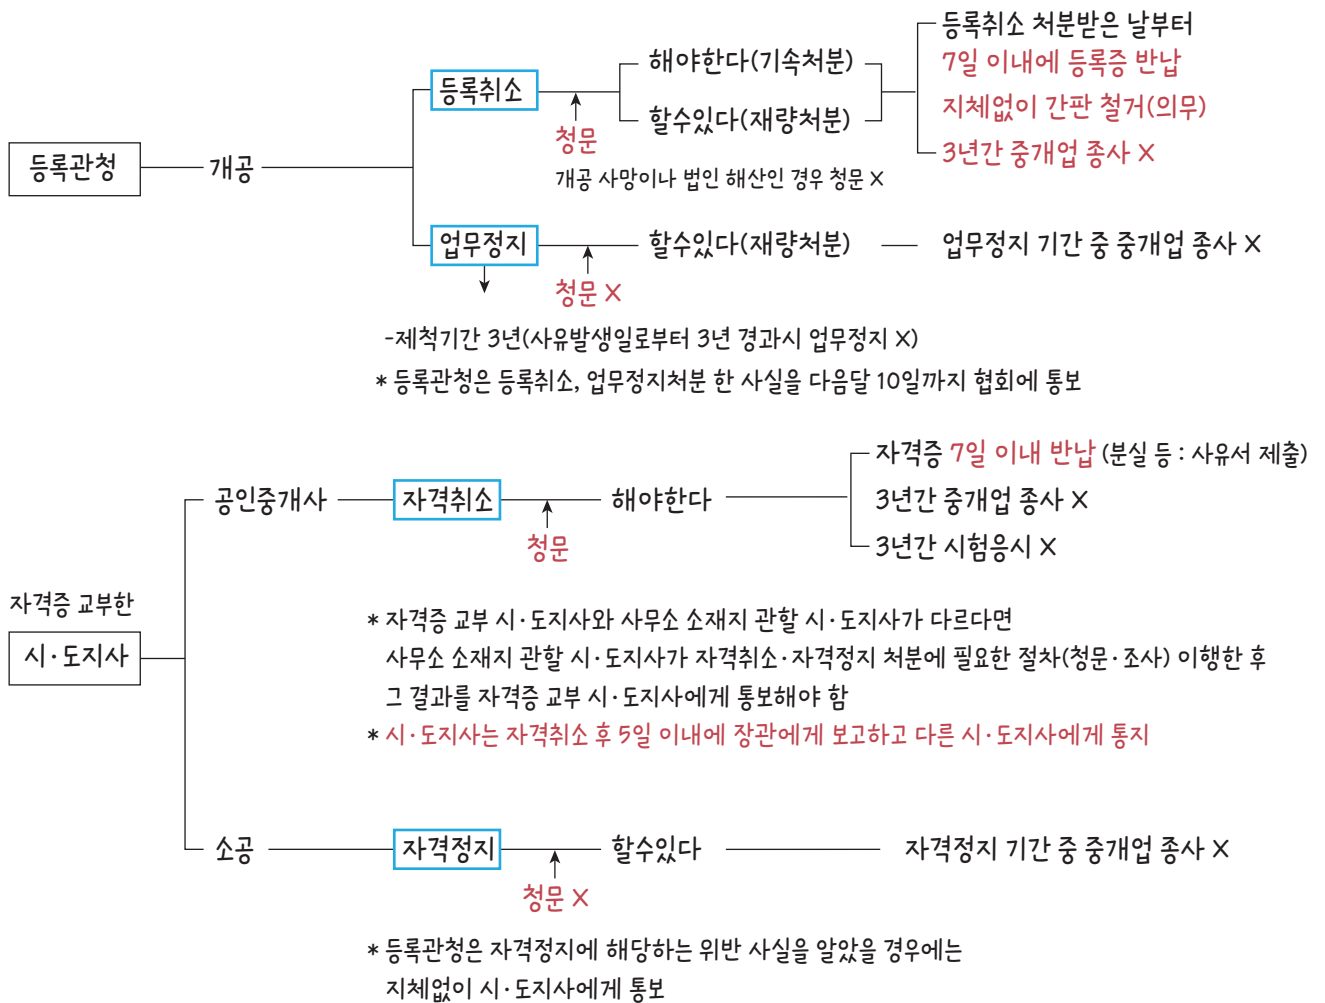 등록관청
개공
등록취소
청문
개공 사망이나 법인 해산인 경우 청문 X
해야한다(기속처분)
할수있다(재량처분)
등록취소 처분받은 날부터
7일 이내에 등록증 반납
지체없이 간판 철거(의무)
3년간 중개업 종사 X
업무정지
청문 X
할수있다(재량처분)
업무정지 기간 중 중개업 종사 X
-제척기간 3년(사유발생일로부터 3년 경과시 업무정지 X)
* 등록관청은 등록취소, 업무정지처분 한 사실을 다음달 10일까지 협회에 통보
자격증 교부한
시·도지사
공인중개사
자격취소
청문
해야한다
자격증 7일 이내 반납 (분실 등 : 사유서 제출)
3년간 중개업 종사 X
3년간 시험응시 X
* 자격증 교부 시·도지사와 사무소 소재지 관할 시·도지사가 다르다면
사무소 소재지 관할 시·도지사가 자격취소·자격정지 처분에 필요한 절차(청문·조사) 이행한 후
그 결과를 자격증 교부 시·도지사에게 통보해야 함
* 시·도지사는 자격취소 후 5일 이내에 장관에게 보고하고 다른 시·도지사에게 통지
소공
자격정지
청문 X
할수있다
자격정지 기간 중 중개업 종사 X
* 등록관청은 자격정지에 해당하는 위반 사실을 알았을 경우에는
지체없이 시·도지사에게 통보